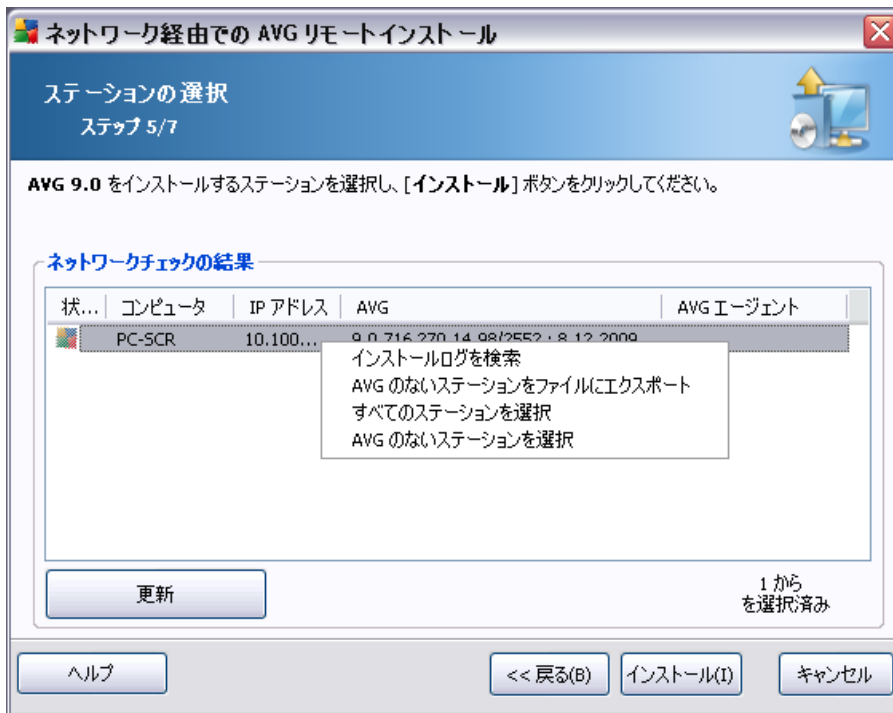 ネットワーク経由での AVG リモートインストール
ステーションの選択
ステップ 5/7
AVG 9.0 をインストールするステーションを選択し、[インストール] ボタンをクリックしてください。
ネットワークチェックの結果
状... コンピュータ IP アドレス AVG AVG エージェント
PC-SCR 10.100... 9.0.716 270.14.98/2552 : 8.12.2009
インストールログを検索
AVG のないステーションをファイルにエクスポート
すべてのステーションを選択
AVG のないステーションを選択
更新
1 から
を選択済み
ヘルプ
<< 戻る(B)
インストール(I)
キャンセル